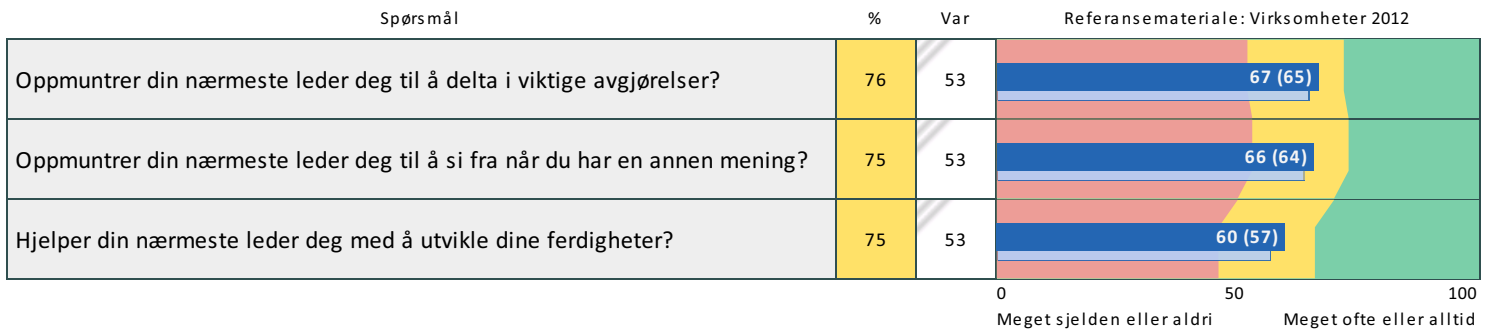 Spørsmål % Var Referansemateriale: Virksomheter 2012
Oppmuntrer din nærmeste leder deg til å delta i viktige avgjørelser? 76 53 67 (65)
Oppmuntrer din nærmeste leder deg til å si fra når du har en annen mening? 75 53 66 (64)
Hjelper din nærmeste leder deg med å utvikle dine ferdigheter? 75 53 60 (57)
0 50 100
Meget sjelden eller aldri Meget ofte eller alltid